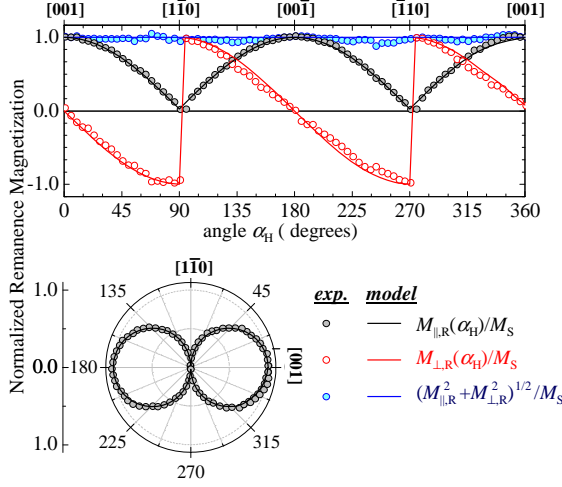 [001] [11̅0] [001̅] [1̅10] [001]
1.0
0.0
-1.0
0 45 90 135 180 225 270 315 360
angle α_H ( degrees)
Normalized Remanence Magnetization
[11̅0]
1.0
0.0
1.0
135 45
180
[100]
225 315
270
exp. model
M_∥,R(α_H)/M_S
M_⊥,R(α_H)/M_S
(M²_∥,R+M²_⊥,R)^1/2/M_S